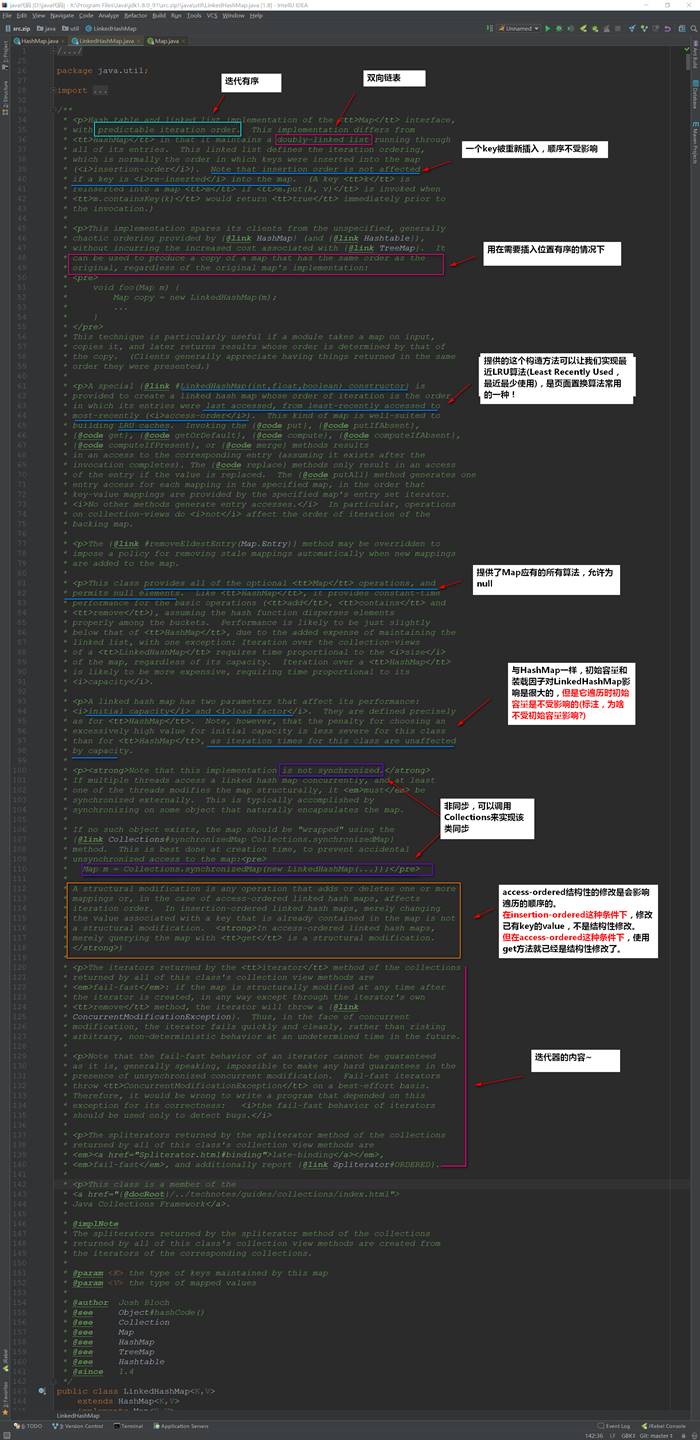 java代码 [D:\java代码] - X:\Program Files\Java\jdk1.8.0_91\src.zip!\java\util\LinkedHashMap.java [1.8] - IntelliJ IDEA
File Edit View Navigate Code Analyze Refactor Build Run Tools VCS Window Help
src.zip java util LinkedHashMap
Unnamed
HashMap.java LinkedHashMap.java Map.java
/.../
package java.util;
迭代有序
双向链表
import ...
/**
* <p>Hash table and linked list implementation of the <tt>Map</tt> interface,
* with predictable iteration order. This implementation differs from
* <tt>HashMap</tt> in that it maintains a doubly-linked list running through
* all of its entries. This linked list defines the iteration ordering,
* which is normally the order in which keys were inserted into the map
* (<i>insertion-order</i>). Note that insertion order is not affected
* if a key is <i>re-inserted</i> into the map. (A key <tt>k</tt> is
* reinserted into a map <tt>m</tt> if <tt>m.put(k, v)</tt> is invoked when
* <tt>m.containsKey(k)</tt> would return <tt>true</tt> immediately prior to
* the invocation.)
一个key被重新插入，顺序不受影响
*
* <p>This implementation spares its clients from the unspecified, generally
* chaotic ordering provided by {@link HashMap} (and {@link Hashtable}),
* without incurring the increased cost associated with {@link TreeMap}. It
* can be used to produce a copy of a map that has the same order as the
* original, regardless of the original map's implementation:
用在需要插入位置有序的情况下
* <pre>
* void foo(Map m) {
* Map copy = new LinkedHashMap(m);
* ...
* }
* </pre>
* This technique is particularly useful if a module takes a map on input,
* copies it, and later returns results whose order is determined by that of
* the copy. (Clients generally appreciate having things returned in the same
* order they were presented.)
*
* <p>A special {@link #LinkedHashMap(int,float,boolean) constructor} is
* provided to create a linked hash map whose order of iteration is the order
* in which its entries were last accessed, from least-recently accessed to
* most-recently (<i>access-order</i>). This kind of map is well-suited to
* building LRU caches. Invoking the {@code put}, {@code putIfAbsent},
* {@code get}, {@code getOrDefault}, {@code compute}, {@code computeIfAbsent},
* {@code computeIfPresent}, or {@code merge} methods results
* in an access to the corresponding entry (assuming it exists after the
* invocation completes). The {@code replace} methods only result in an access
* of the entry if the value is replaced. The {@code putAll} method generates one
* entry access for each mapping in the specified map, in the order that
* key-value mappings are provided by the specified map's entry set iterator.
* <i>No other methods generate entry accesses.</i> In particular, operations
* on collection-views do <i>not</i> affect the order of iteration of the
* backing map.
提供的这个构造方法可以让我们实现最
近LRU算法(Least Recently Used，
最近最少使用)，是页面置换算法常用
的一种！
*
* <p>The {@link #removeEldestEntry(Map.Entry)} method may be overridden to
* impose a policy for removing stale mappings automatically when new mappings
* are added to the map.
*
* <p>This class provides all of the optional <tt>Map</tt> operations, and
* permits null elements. Like <tt>HashMap</tt>, it provides constant-time
* performance for the basic operations (<tt>add</tt>, <tt>contains</tt> and
* <tt>remove</tt>), assuming the hash function disperses elements
* properly among the buckets. Performance is likely to be just slightly
* below that of <tt>HashMap</tt>, due to the added expense of maintaining the
* linked list, with one exception: Iteration over the collection-views
* of a <tt>LinkedHashMap</tt> requires time proportional to the <i>size</i>
* of the map, regardless of its capacity. Iteration over a <tt>HashMap</tt>
* is likely to be more expensive, requiring time proportional to its
* <i>capacity</i>.
提供了Map应有的所有算法，允许为
null
*
* <p>A linked hash map has two parameters that affect its performance:
* <i>initial capacity</i> and <i>load factor</i>. They are defined precisely
* as for <tt>HashMap</tt>. Note, however, that the penalty for choosing an
* excessively high value for initial capacity is less severe for this class
* than for <tt>HashMap</tt>, as iteration times for this class are unaffected
* by capacity.
与HashMap一样，初始容量和
装载因子对LinkedHashMap影
响是很大的，但是它遍历时初始
容量是不受影响的(标注，为啥
不受初始容量影响?)
*
* <p><strong>Note that this implementation is not synchronized.</strong>
* If multiple threads access a linked hash map concurrently, and at least
* one of the threads modifies the map structurally, it <em>must</em> be
* synchronized externally. This is typically accomplished by
* synchronizing on some object that naturally encapsulates the map.
*
* If no such object exists, the map should be "wrapped" using the
* {@link Collections#synchronizedMap Collections.synchronizedMap}
* method. This is best done at creation time, to prevent accidental
* unsynchronized access to the map:<pre>
* Map m = Collections.synchronizedMap(new LinkedHashMap(...));</pre>
非同步，可以调用
Collections来实现该
类同步
*
* A structural modification is any operation that adds or deletes one or more
* mappings or, in the case of access-ordered linked hash maps, affects
* iteration order. In insertion-ordered linked hash maps, merely changing
* the value associated with a key that is already contained in the map is not
* a structural modification. <strong>In access-ordered linked hash maps,
* merely querying the map with <tt>get</tt> is a structural modification.
* </strong>)
access-ordered结构性的修改是会影响
遍历的顺序的。
在insertion-ordered这种条件下，修改
已有key的value，不是结构性修改。
但在access-ordered这种条件下，使用
get方法就已经是结构性修改了。
*
* <p>The iterators returned by the <tt>iterator</tt> method of the collections
* returned by all of this class's collection view methods are
* <em>fail-fast</em>: if the map is structurally modified at any time after
* the iterator is created, in any way except through the iterator's own
* <tt>remove</tt> method, the iterator will throw a {@link
* ConcurrentModificationException}. Thus, in the face of concurrent
* modification, the iterator fails quickly and cleanly, rather than risking
* arbitrary, non-deterministic behavior at an undetermined time in the future.
*
* <p>Note that the fail-fast behavior of an iterator cannot be guaranteed
* as it is, generally speaking, impossible to make any hard guarantees in the
* presence of unsynchronized concurrent modification. Fail-fast iterators
* throw <tt>ConcurrentModificationException</tt> on a best-effort basis.
* Therefore, it would be wrong to write a program that depended on this
* exception for its correctness: <i>the fail-fast behavior of iterators
* should be used only to detect bugs.</i>
迭代器的内容~
*
* <p>The spliterators returned by the spliterator method of the collections
* returned by all of this class's collection view methods are
* <em><a href="Spliterator.html#binding">late-binding</a></em>,
* <em>fail-fast</em>, and additionally report {@link Spliterator#ORDERED}.
*
* <p>This class is a member of the
* <a href="{@docRoot}/../technotes/guides/collections/index.html">
* Java Collections Framework</a>.
*
* @implNote
* The spliterators returned by the spliterator method of the collections
* returned by all of this class's collection view methods are created from
* the iterators of the corresponding collections.
*
* @param <K> the type of keys maintained by this map
* @param <V> the type of mapped values
*
* @author Josh Bloch
* @see Object#hashCode()
* @see Collection
* @see Map
* @see HashMap
* @see TreeMap
* @see Hashtable
* @since 1.4
*/
public class LinkedHashMap<K,V>
extends HashMap<K,V>
LinkedHashMap
6: TODO 9: Version Control Terminal Application Servers Event Log JRebel Console
142:36 LF GBK Git: master